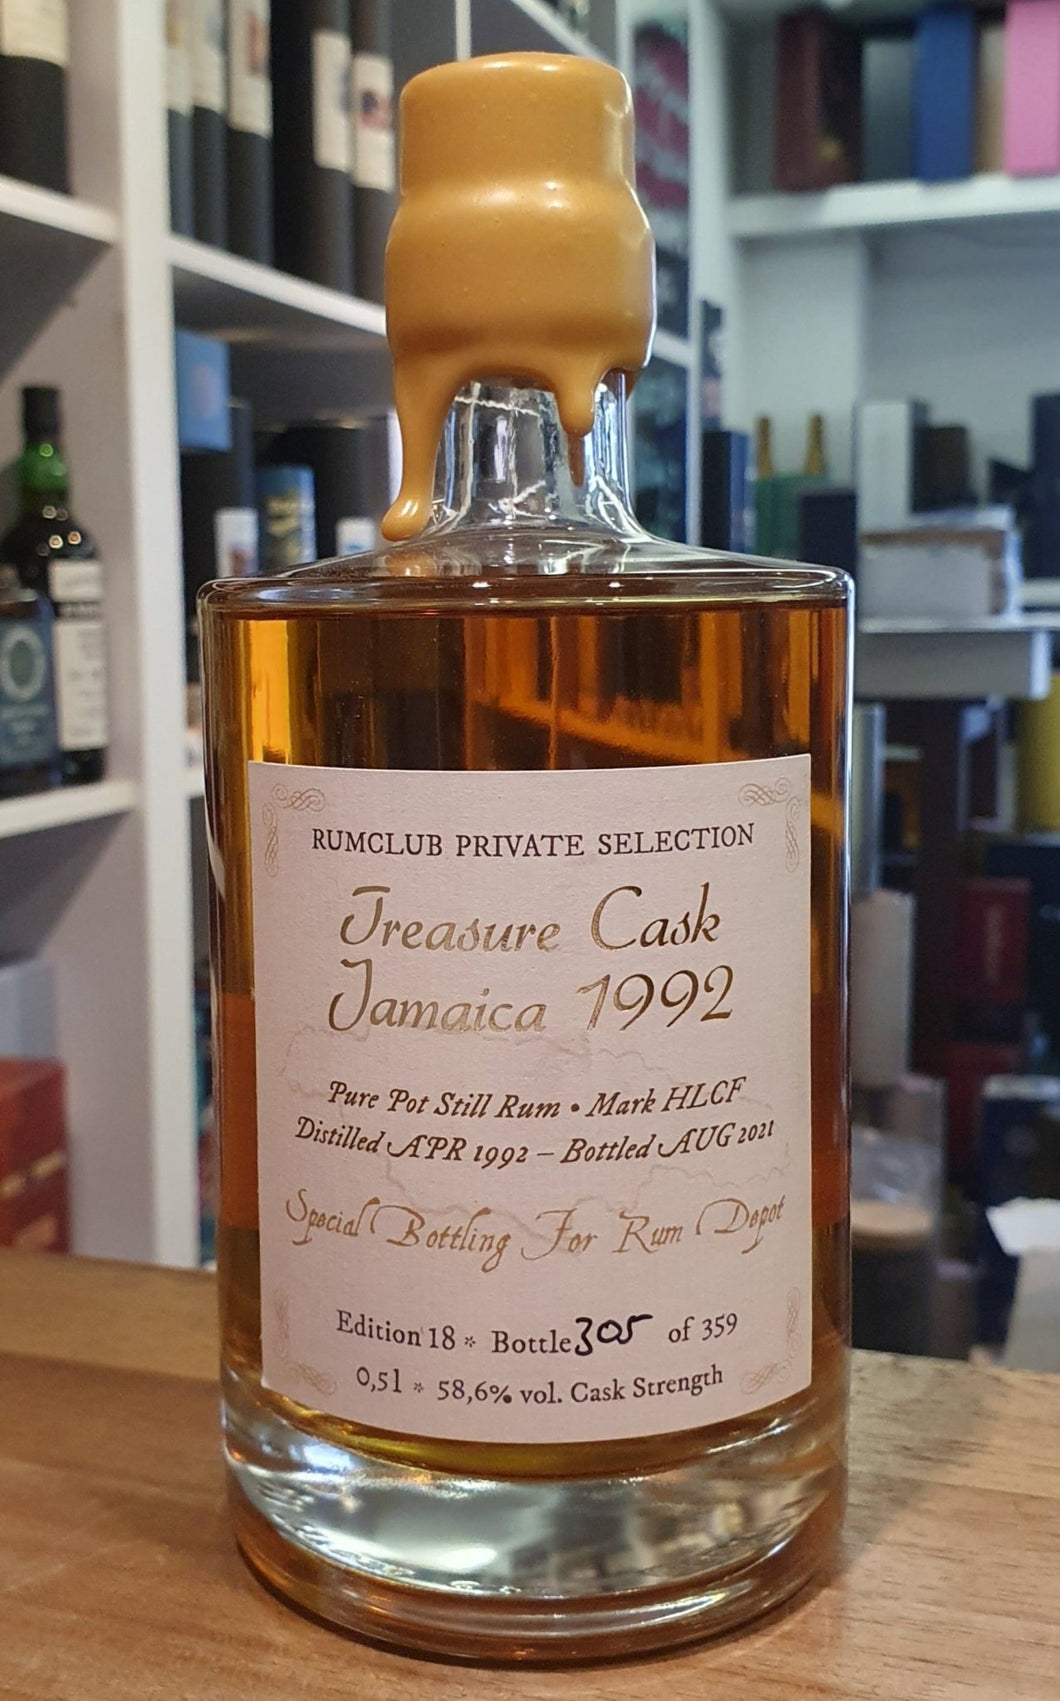 RUMCLUB PRIVATE SELECTION
Treasure Cask
Jamaica 1992
Pure Pot Still Rum • Mark HLCF
Distilled APR 1992 – Bottled AUG 2021
Special Bottling For Rum Depot
Edition 18 * Bottle 305 of 359
0,5l * 58,6% vol. Cask Strength